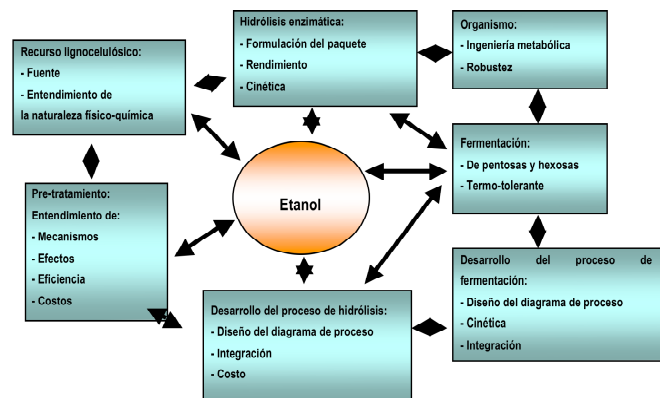 Recurso lignocelulósico:
- Fuente
- Entendimiento de
la naturaleza físico-química
Hidrólisis enzimática:
- Formulación del paquete
- Rendimiento
- Cinética
Organismo:
- Ingeniería metabólica
- Robustez
Fermentación:
- De pentosas y hexosas
- Termo-tolerante
Etanol
Pre-tratamiento:
Entendimiento de:
- Mecanismos
- Efectos
- Eficiencia
- Costos
Desarrollo del proceso de hidrólisis:
- Diseño del diagrama de proceso
- Integración
- Costo
Desarrollo del proceso de
fermentación:
- Diseño del diagrama de proceso
- Cinética
- Integración